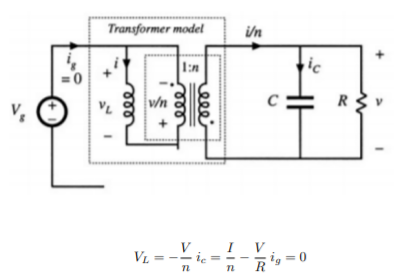 Transformer model
i/n
i_g
= 0
i
1:n
i_C
+
+
−
+
V_g
+
−
v_L
v/n
C
R
v
−
+
−
V_L = −V/n i_c = I/n − V/R i_g = 0